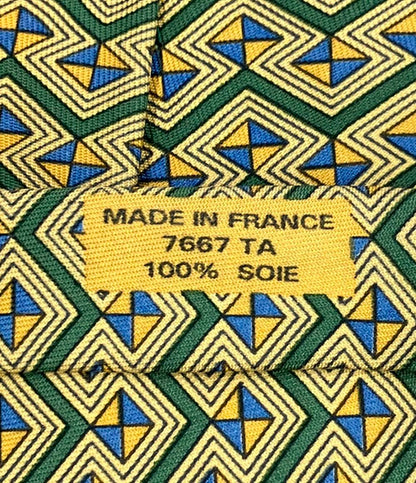 MADE IN FRANCE
7667 TA
100% SOIE